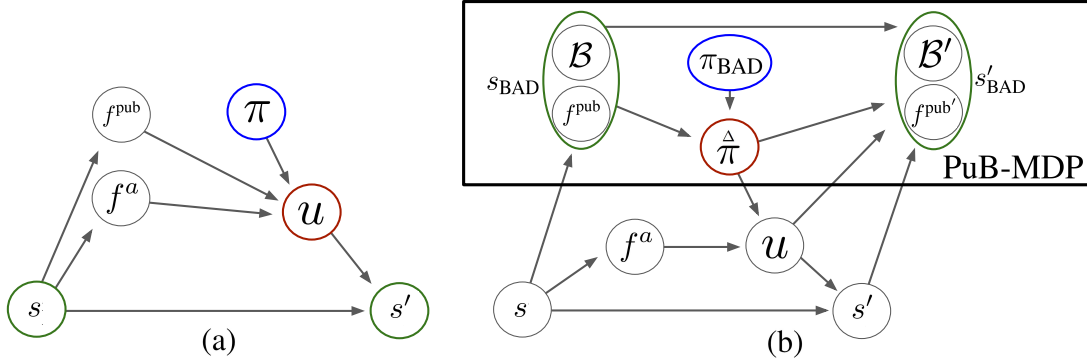 f^pub
π
f^a
u
s
s′
(a)
B
f^pub
s_BAD
π_BAD
π^Δ
B′
f^pub′
s′_BAD
PuB-MDP
f^a
u
s
s′
(b)